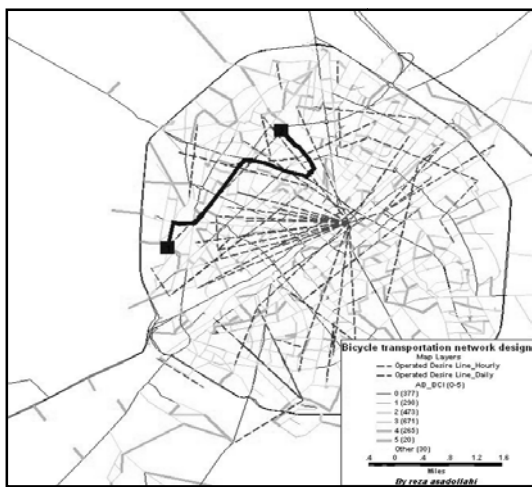 Bicycle transportation network design
Map Layers
Operated Desire Line_Hourly
Operated Desire Line_Daily
AB_BCI (0-5)
0 (377)
1 (298)
2 (473)
3 (671)
4 (265)
5 (20)
Other (30)
.4 0 .4 .8 1.2 1.6
Miles
By reza asadollahi